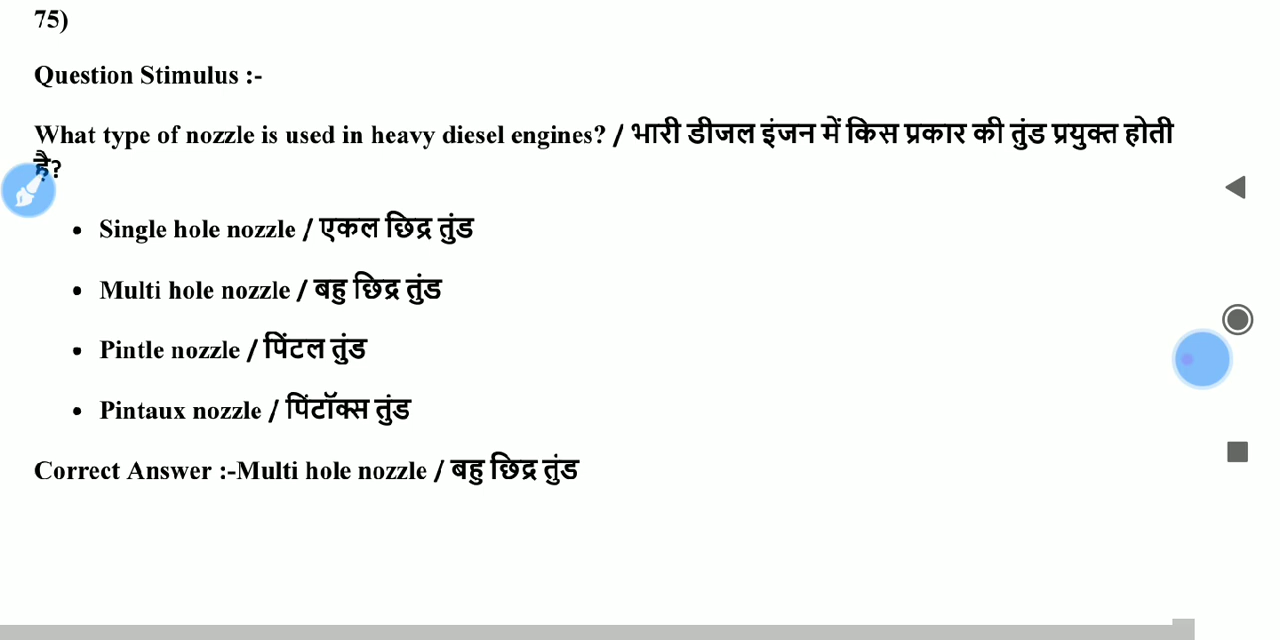 75)
Question Stimulus :-
What type of nozzle is used in heavy diesel engines? / भारी डीजल इंजन में किस प्रकार की तुंड प्रयुक्त होती
है?
• Single hole nozzle / एकल छिद्र तुंड
• Multi hole nozzle / बहु छिद्र तुंड
• Pintle nozzle / पिंटल तुंड
• Pintaux nozzle / पिंटॉक्स तुंड
Correct Answer :-Multi hole nozzle / बहु छिद्र तुंड